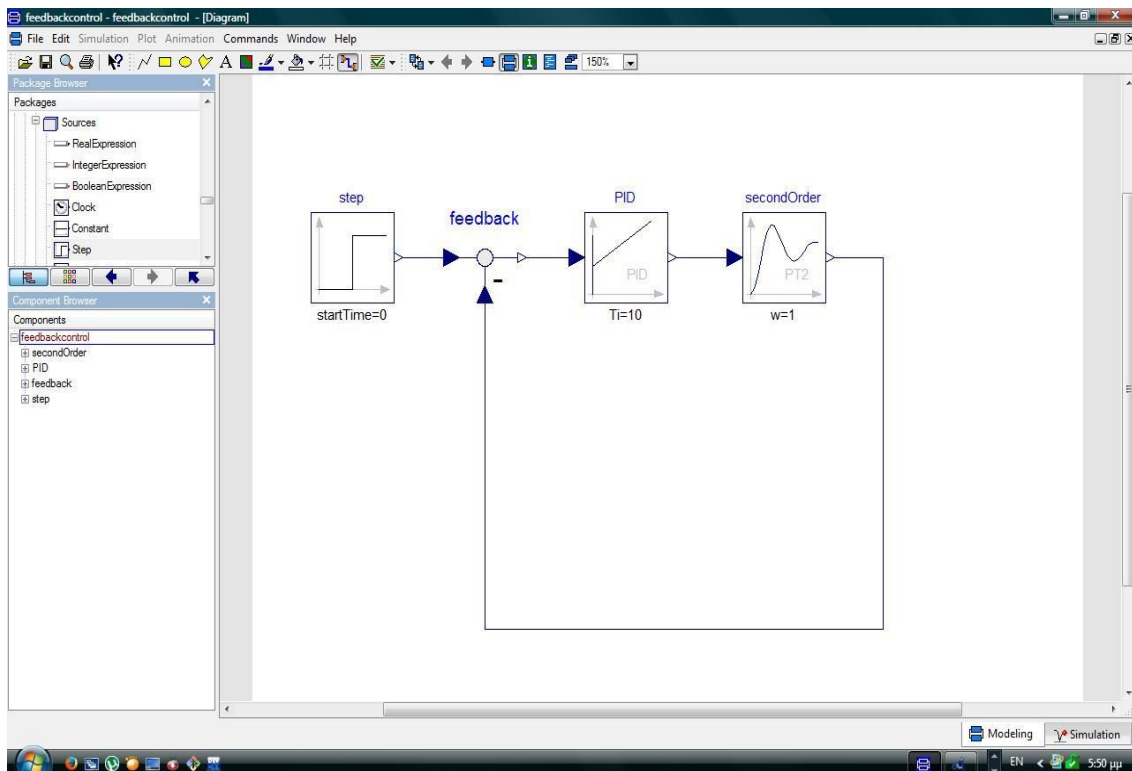 feedbackcontrol - feedbackcontrol - [Diagram]
File Edit Simulation Plot Animation Commands Window Help
A 150%
Package Browser
Packages
Sources
RealExpression
IntegerExpression
BooleanExpression
Clock
Constant
Step
Component Browser
Components
feedbackcontrol
secondOrder
PID
feedback
step
step
feedback
PID
secondOrder
PID
PT2
startTime=0
Ti=10
w=1
Modeling Simulation
EN 5:50 μμ